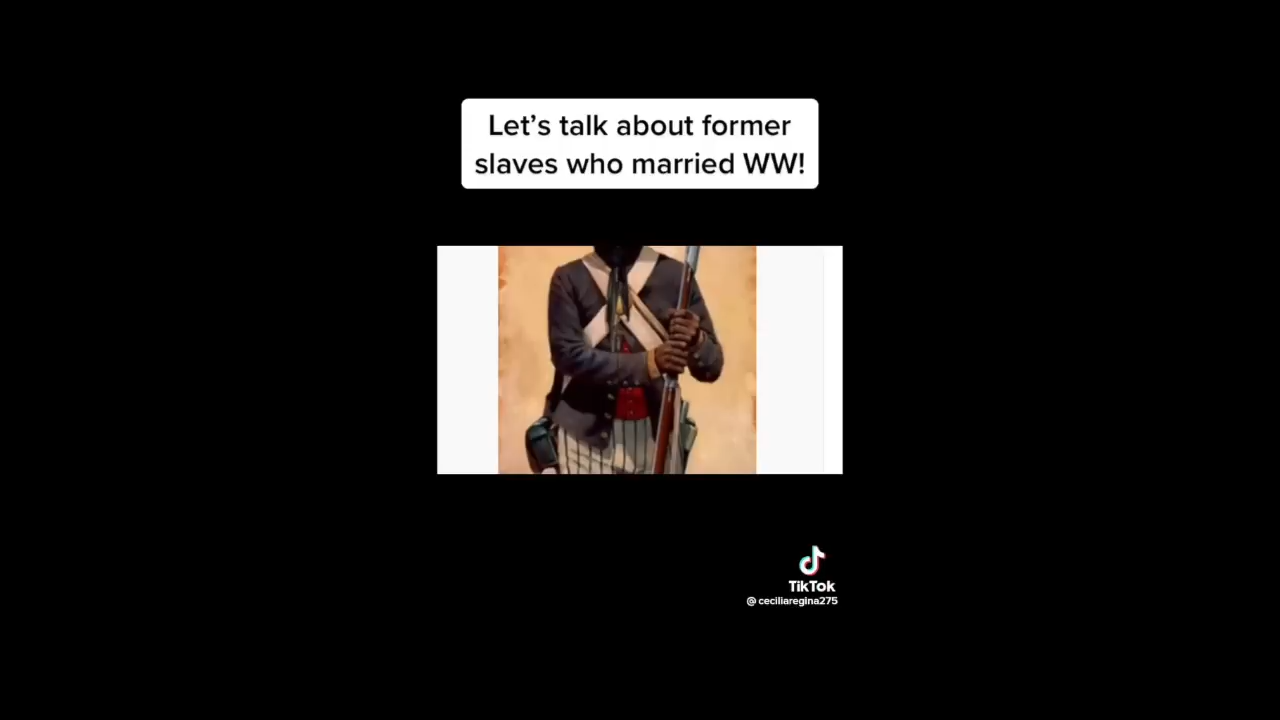 Let's talk about former
slaves who married WW!
TikTok
@ ceciliaregina275